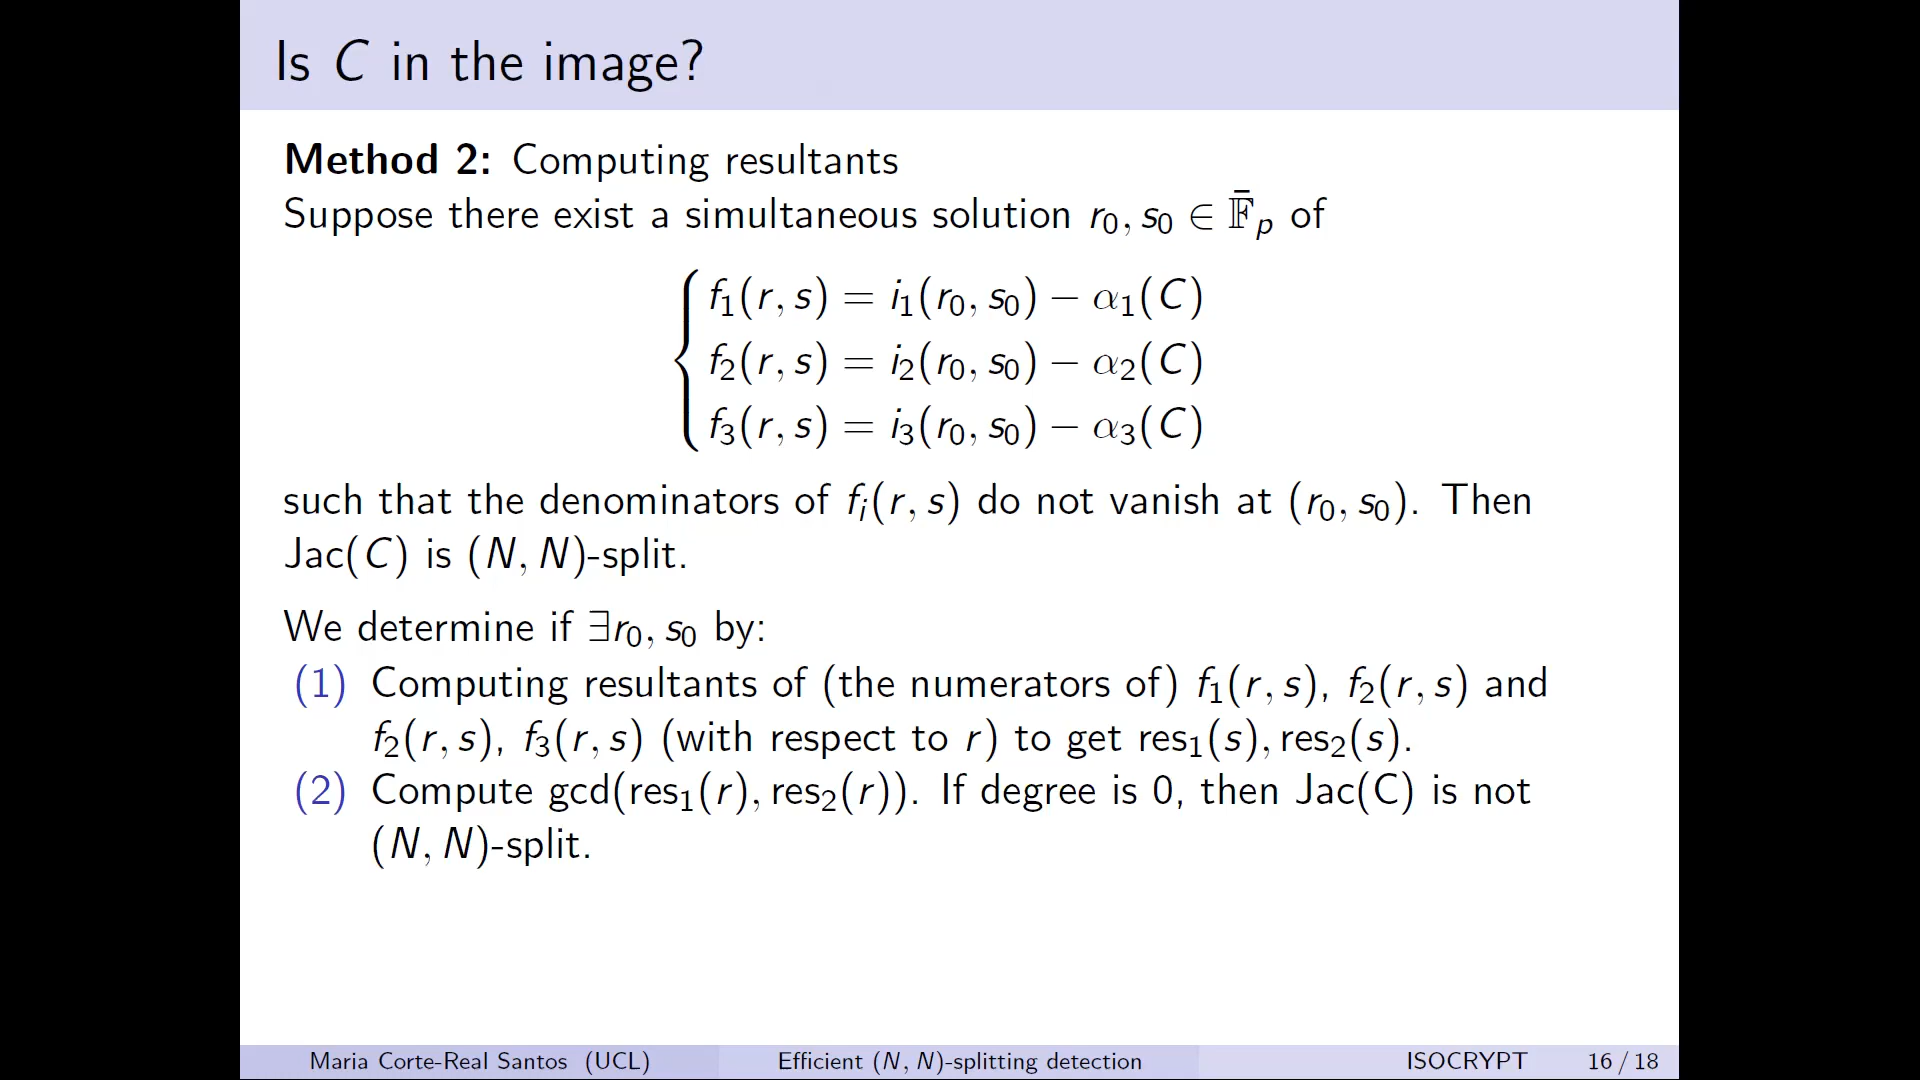 Is C in the image?
Method 2: Computing resultants
Suppose there exist a simultaneous solution r₀, s₀ ∈ F̄ₚ of
f₁(r, s) = i₁(r₀, s₀) − α₁(C)
f₂(r, s) = i₂(r₀, s₀) − α₂(C)
f₃(r, s) = i₃(r₀, s₀) − α₃(C)
such that the denominators of fᵢ(r, s) do not vanish at (r₀, s₀). Then
Jac(C) is (N, N)-split.
We determine if ∃r₀, s₀ by:
(1) Computing resultants of (the numerators of) f₁(r, s), f₂(r, s) and
f₂(r, s), f₃(r, s) (with respect to r) to get res₁(s), res₂(s).
(2) Compute gcd(res₁(r), res₂(r)). If degree is 0, then Jac(C) is not
(N, N)-split.
Maria Corte-Real Santos (UCL) Efficient (N, N)-splitting detection ISOCRYPT 16 / 18